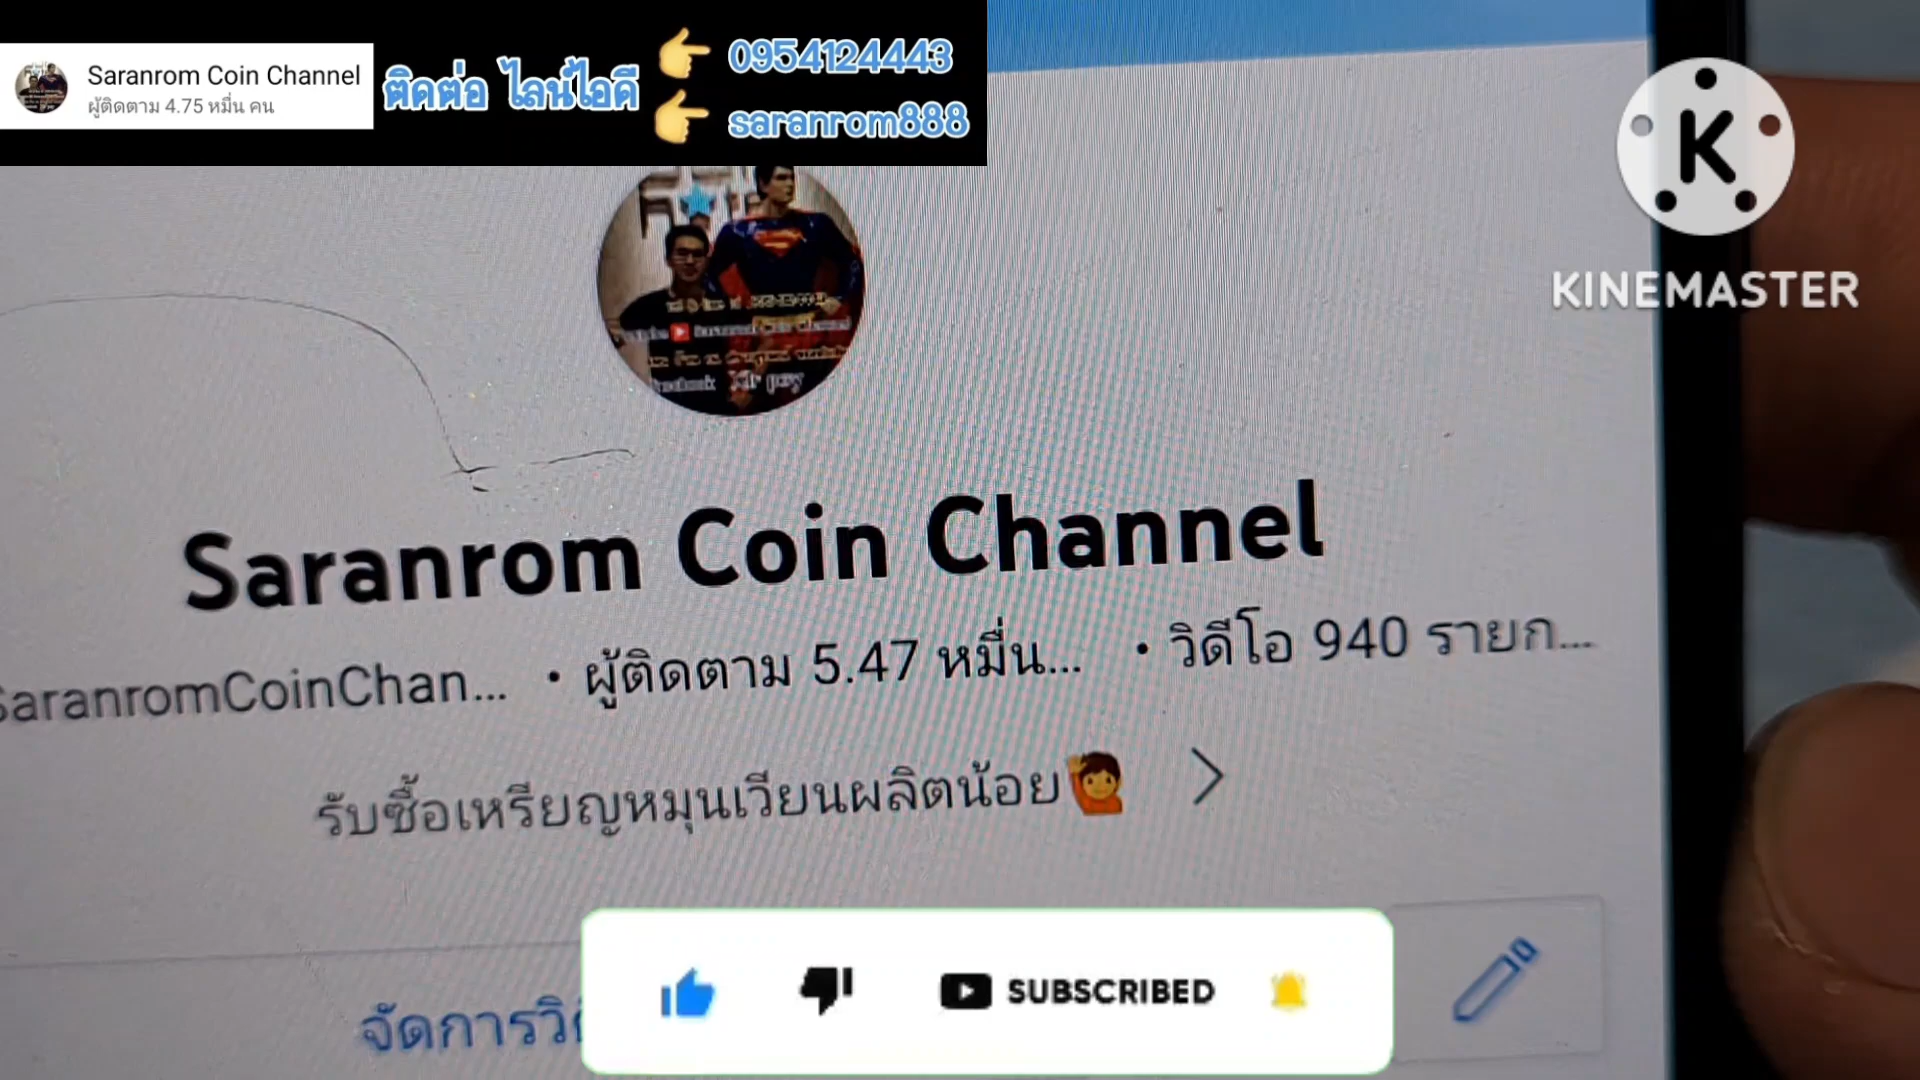 Saranrom Coin Channel
ผู้ติดตาม 4.75 หมื่น คน
ติดต่อ ไลน์ไอดี
👉 0954124443
👉 saranrom888
K
KINEMASTER
Saranrom Coin Channel
SaranromCoinChan... • ผู้ติดตาม 5.47 หมื่น... • วิดีโอ 940 รายก...
รับซื้อเหรียญหมุนเวียนผลิตน้อย🙋 >
จัดการวิดี
SUBSCRIBED